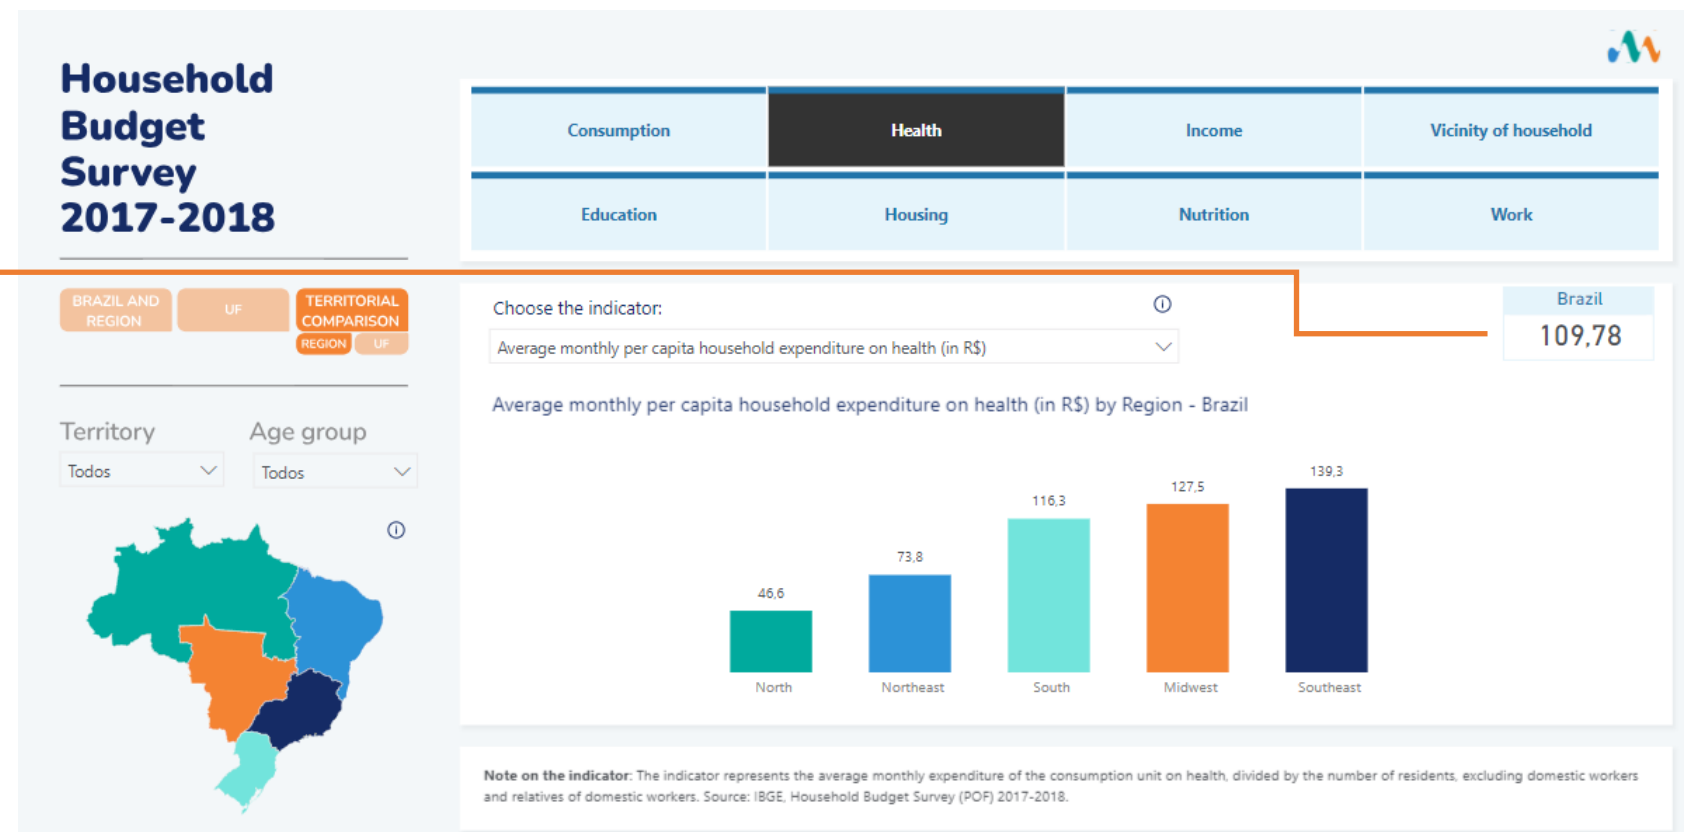 Household
Budget
Survey
2017-2018
Consumption
Health
Income
Vicinity of household
Education
Housing
Nutrition
Work
BRAZIL AND
REGION
UF
TERRITORIAL
COMPARISON
REGION
UF
Territory
Todos
Age group
Todos
Choose the indicator:
Average monthly per capita household expenditure on health (in R$)
Brazil
109,78
Average monthly per capita household expenditure on health (in R$) by Region - Brazil
46,6
73,8
116,3
127,5
139,3
North
Northeast
South
Midwest
Southeast
Note on the indicator: The indicator represents the average monthly expenditure of the consumption unit on health, divided by the number of residents, excluding domestic workers
and relatives of domestic workers. Source: IBGE, Household Budget Survey (POF) 2017-2018.